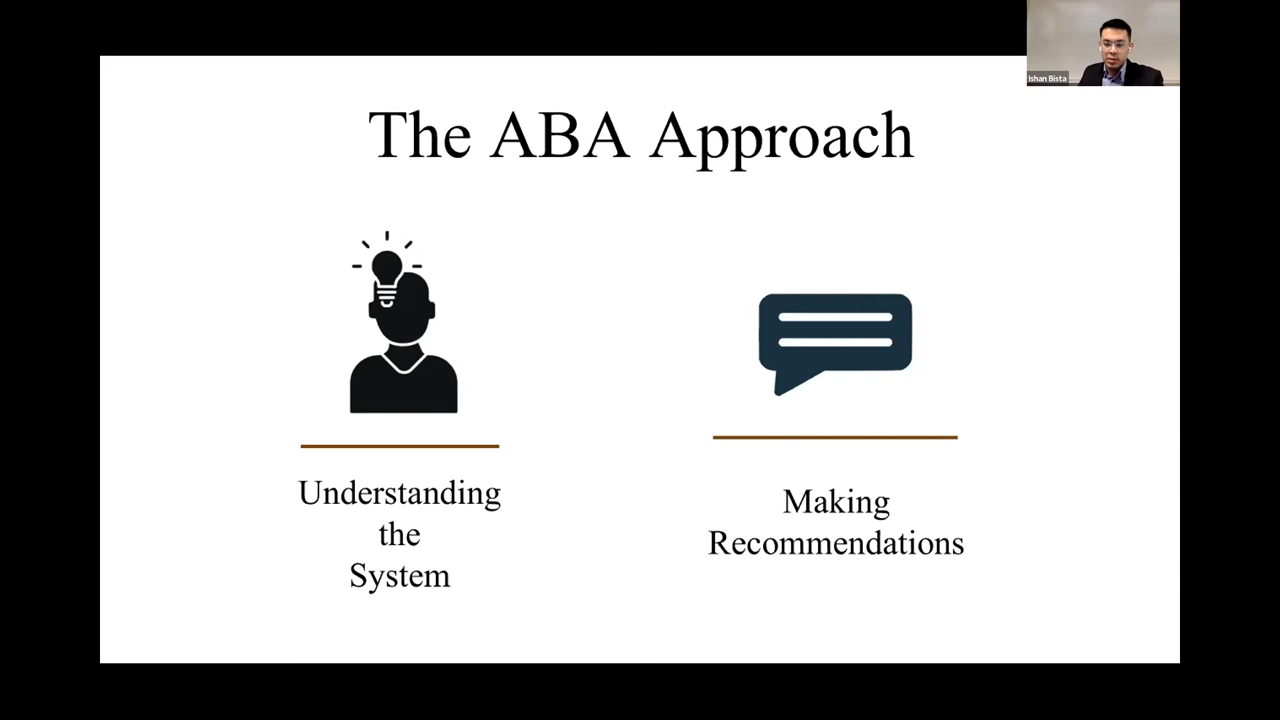 The ABA Approach
Ishan Bista
Understanding
the
System
Making
Recommendations